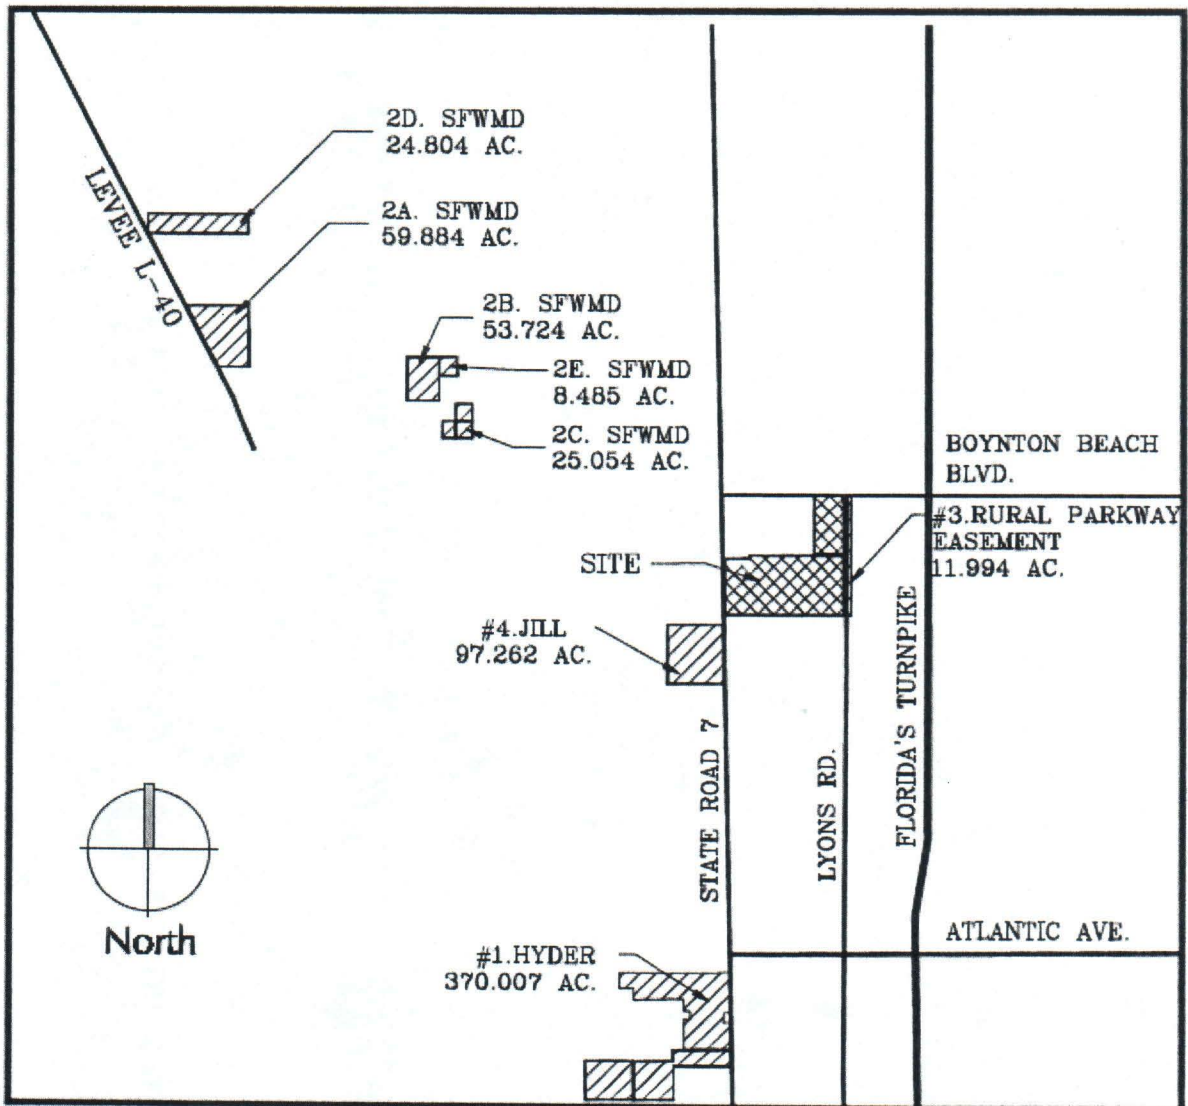 2D. SFWMD
24.804 AC.
LEVEE L-40
2A. SFWMD
59.884 AC.
2B. SFWMD
53.724 AC.
2E. SFWMD
8.485 AC.
2C. SFWMD
25.054 AC.
BOYNTON BEACH
BLVD.
#3.RURAL PARKWAY
EASEMENT
11.994 AC.
SITE
#4.JILL
97.262 AC.
STATE ROAD 7
LYONS RD.
FLORIDA'S TURNPIKE
North
ATLANTIC AVE.
#1.HYDER
370.007 AC.